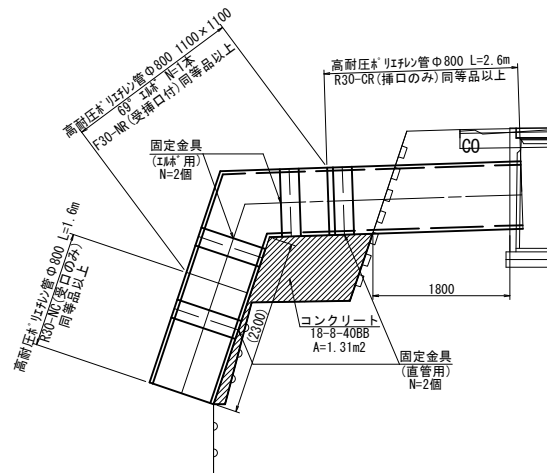 高耐圧ﾎﾟﾘｴﾁﾚﾝ管Φ800 1100×1100
69° ｴﾙﾎﾞ N=1本
F30-NR(受挿口付)同等品以上
高耐圧ﾎﾟﾘｴﾁﾚﾝ管Φ800 L=2.6m
R30-CR(挿口のみ)同等品以上
固定金具
(ｴﾙﾎﾞ用)
N=2個
CO
高耐圧ﾎﾟﾘｴﾁﾚﾝ管Φ800 L=1.6m
R30-NC(受口のみ)
同等品以上
1800
(2300)
コンクリート
18-8-40BB
A=1.31m2
固定金具
(直管用)
N=2個